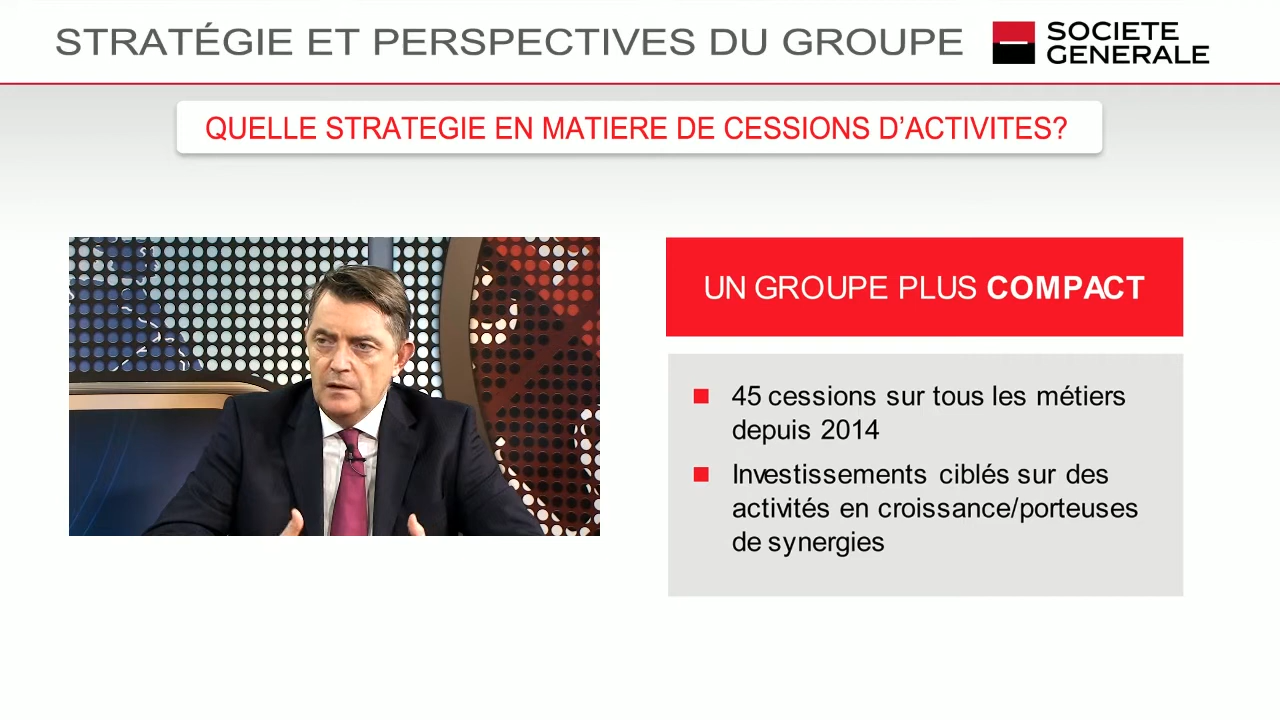 STRATÉGIE ET PERSPECTIVES DU GROUPE
SOCIETE
GENERALE
QUELLE STRATEGIE EN MATIERE DE CESSIONS D’ACTIVITES?
UN GROUPE PLUS COMPACT
45 cessions sur tous les métiers
depuis 2014
Investissements ciblés sur des
activités en croissance/porteuses
de synergies